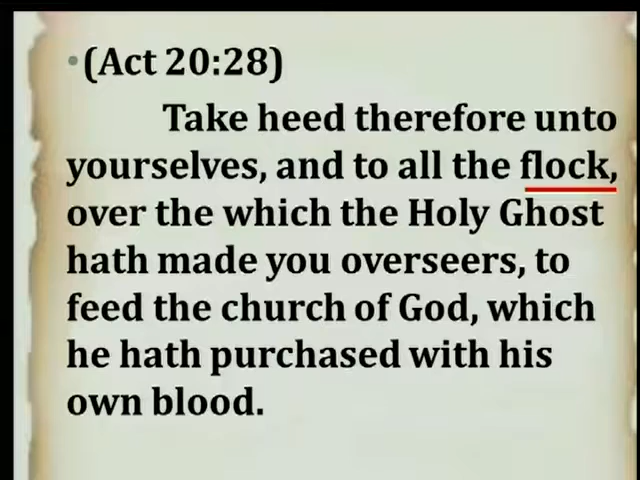 •(Act 20:28)
Take heed therefore unto
yourselves, and to all the flock,
over the which the Holy Ghost
hath made you overseers, to
feed the church of God, which
he hath purchased with his
own blood.